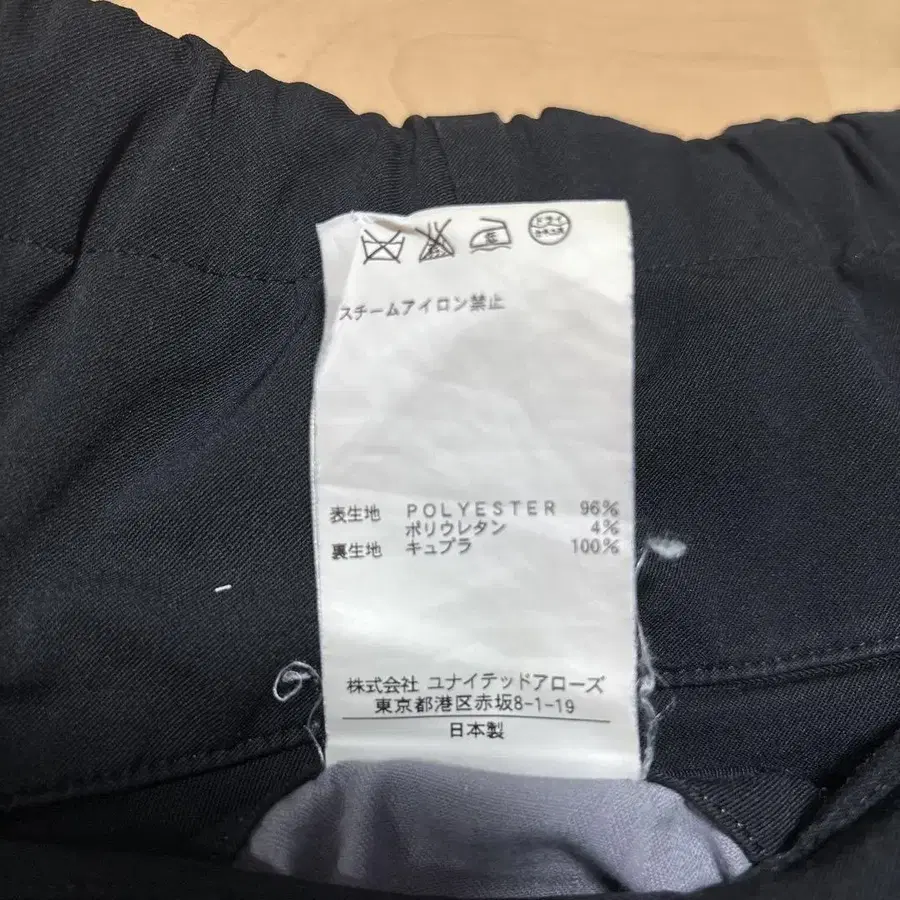 ドライ
スチームアイロン禁止
表生地 POLYESTER 96%
ポリウレタン 4%
裏生地 キュプラ 100%
株式会社 ユナイテッドアローズ
東京都港区赤坂8-1-19
日本製